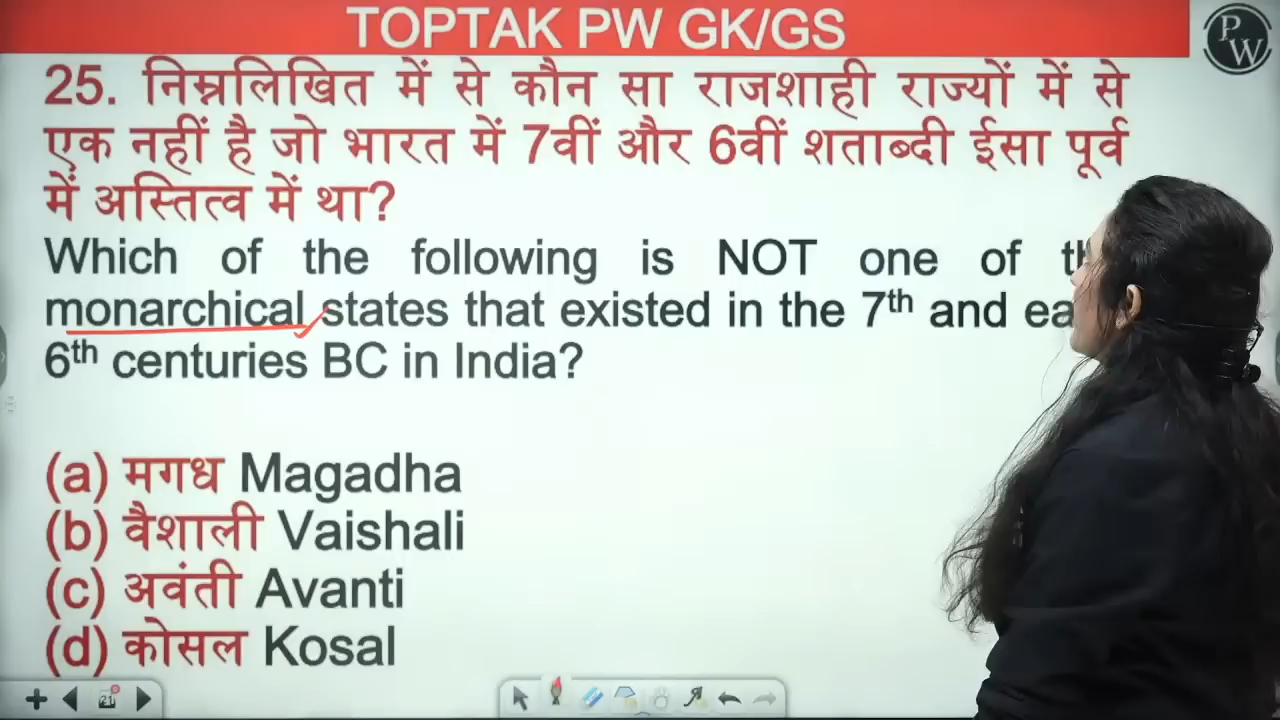 TOPTAK PW GK/GS
PW
25. निम्नलिखित में से कौन सा राजशाही राज्यों में से
एक नहीं है जो भारत में 7वीं और 6वीं शताब्दी ईसा पूर्व
में अस्तित्व में था?
Which of the following is NOT one of
monarchical states that existed in the 7th and
6th centuries BC in India?
(a) मगध Magadha
(b) वैशाली Vaishali
(c) अवंती Avanti
(d) कोसल Kosal
21